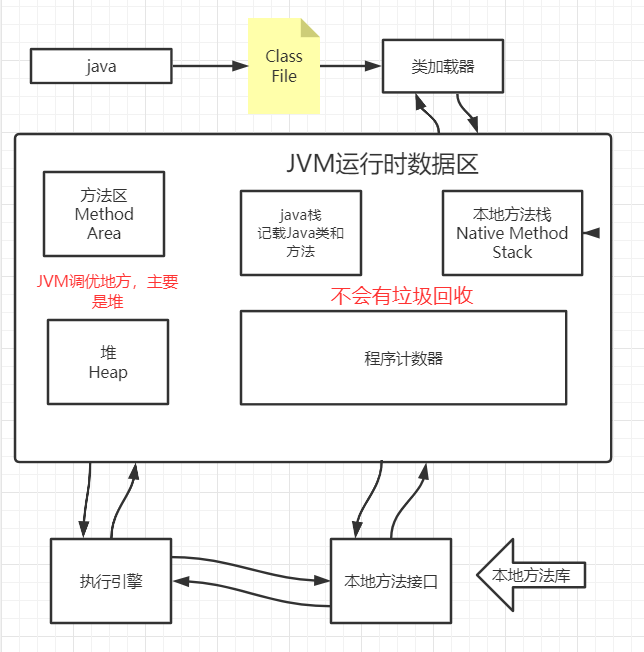 java
Class
File
类加载器
JVM运行时数据区
方法区
Method
Area
java栈
记载Java类和
方法
本地方法栈
Native Method
Stack
JVM调优地方，主要
是堆
不会有垃圾回收
堆
Heap
程序计数器
执行引擎
本地方法接口
本地方法库